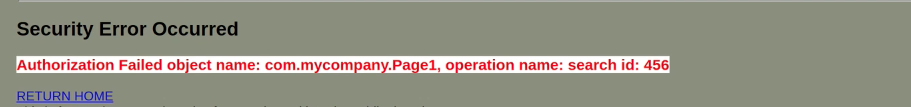 Security Error Occurred
Authorization Failed object name: com.mycompany.Page1, operation name: search id: 456
RETURN HOME